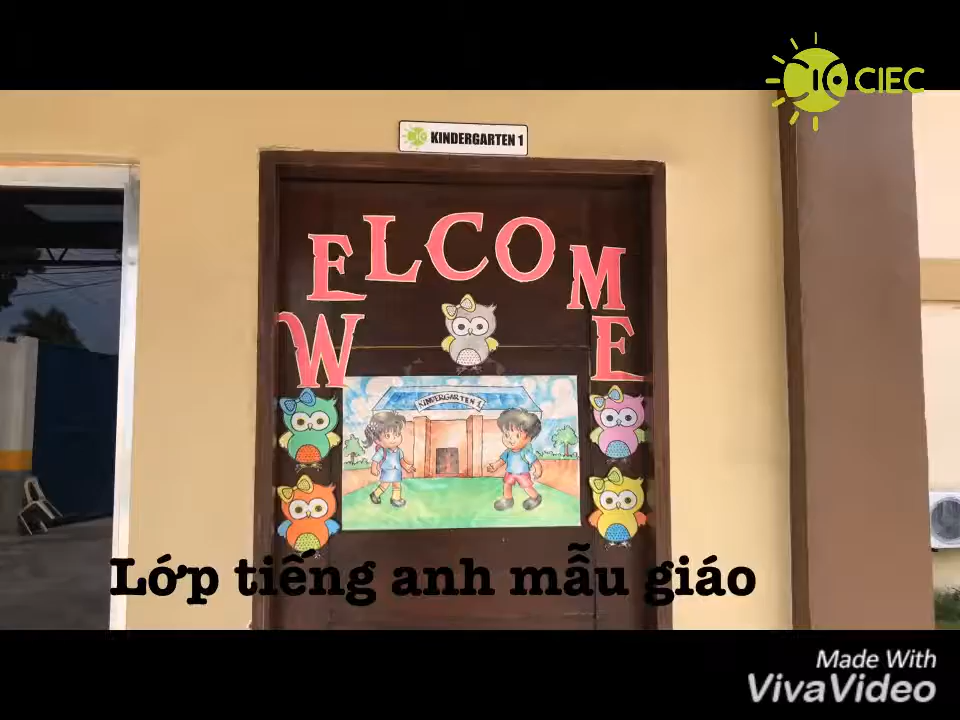 CIEC
KINDERGARTEN 1
WELCOME
KINDERGARTEN 1
Lớp tiếng anh mẫu giáo
Made With
VivaVideo